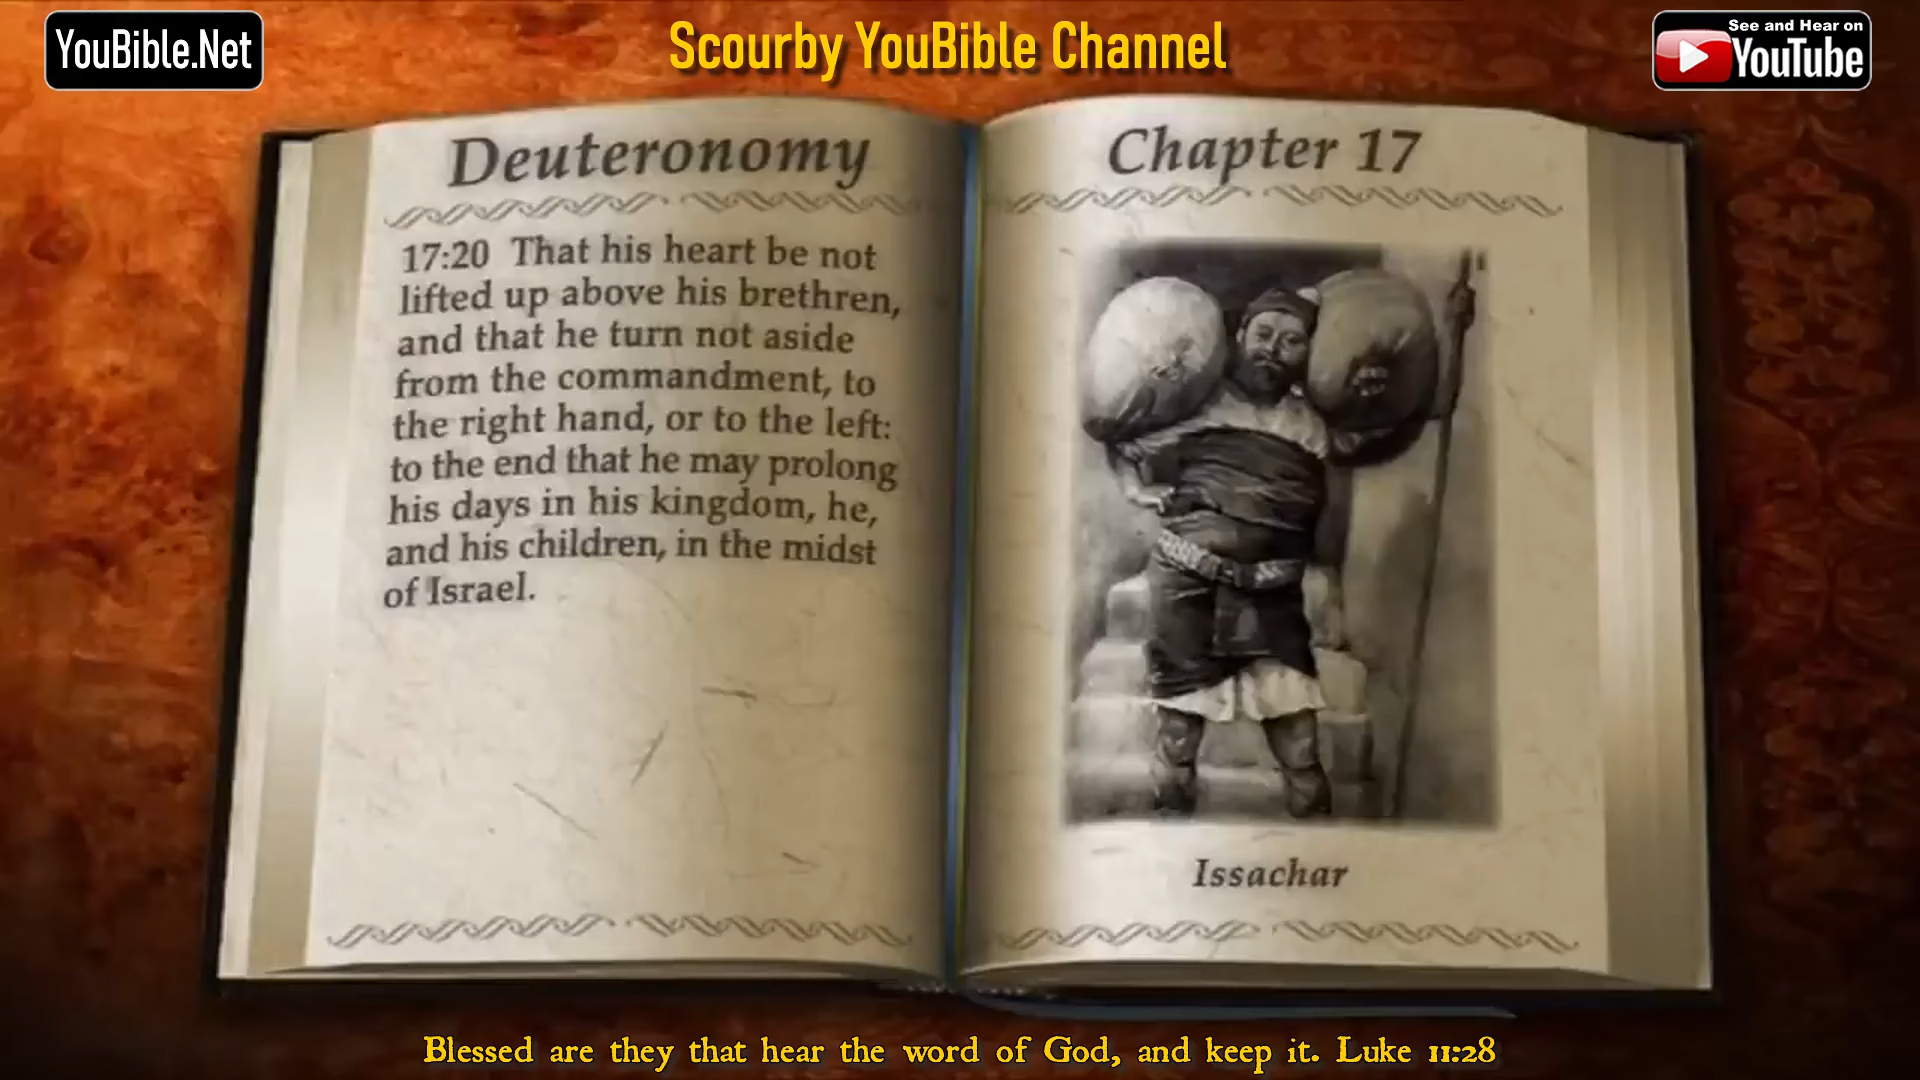 YouBible.Net
Scourby YouBible Channel
See and Hear on
YouTube
Deuteronomy
Chapter 17
17:20 That his heart be not
lifted up above his brethren,
and that he turn not aside
from the commandment, to
the right hand, or to the left:
to the end that he may prolong
his days in his kingdom, he,
and his children, in the midst
of Israel.
Issachar
Blessed are they that hear the word of God, and keep it. Luke 11:28